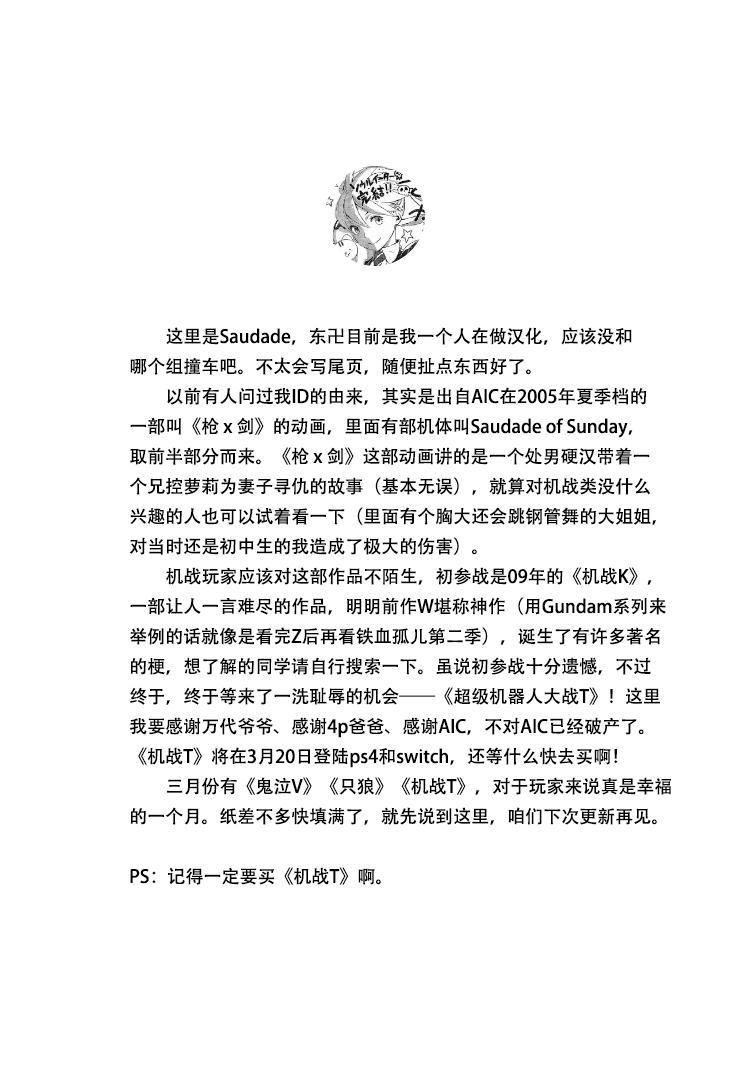 ソウルイーター
完結!!
这里是Saudade，东卍目前是我一个人在做汉化，应该没和
哪个组撞车吧。不太会写尾页，随便扯点东西好了。
以前有人问过我ID的由来，其实是出自AIC在2005年夏季档的
一部叫《枪 x 剑》的动画，里面有部机体叫Saudade of Sunday，
取前半部分而来。《枪 x 剑》这部动画讲的是一个处男硬汉带着一
个兄控萝莉为妻子寻仇的故事（基本无误），就算对机战类没什么
兴趣的人也可以试着看一下（里面有个胸大还会跳钢管舞的大姐姐，
对当时还是初中生的我造成了极大的伤害）。
机战玩家应该对这部作品不陌生，初参战是09年的《机战K》，
一部让人一言难尽的作品，明明前作W堪称神作（用Gundam系列来
举例的话就像是看完Z后再看铁血孤儿第二季），诞生了有许多著名
的梗，想了解的同学请自行搜索一下。虽说初参战十分遗憾，不过
终于，终于等来了一洗耻辱的机会——《超级机器人大战T》！这里
我要感谢万代爷爷、感谢4p爸爸、感谢AIC，不对AIC已经破产了。
《机战T》将在3月20日登陆ps4和switch，还等什么快去买啊！
三月份有《鬼泣V》《只狼》《机战T》，对于玩家来说真是幸福
的一个月。纸差不多快填满了，就先说到这里，咱们下次更新再见。
PS：记得一定要买《机战T》啊。